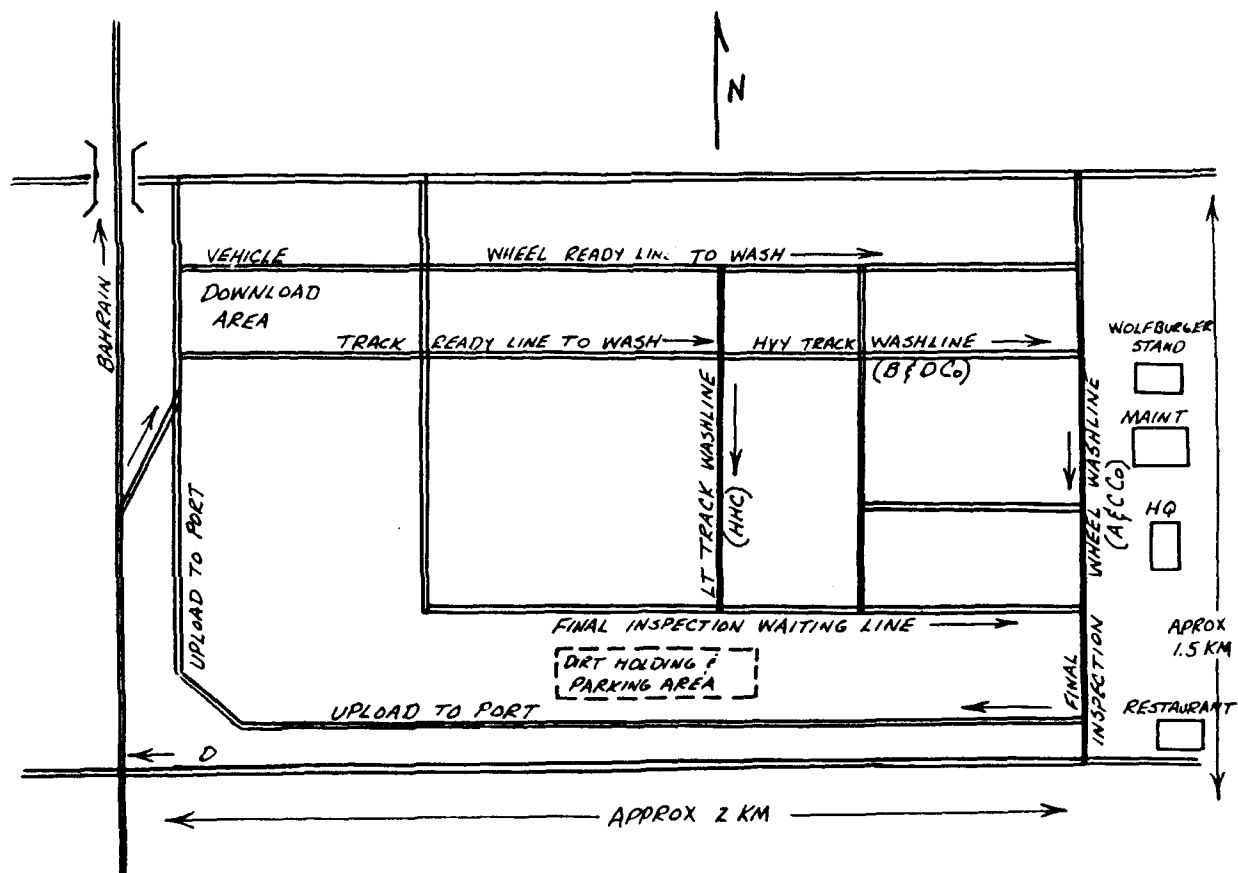 N
VEHICLE
WHEEL READY LIN. TO WASH
DOWNLOAD
AREA
BAHRAIN
TRACK READY LINE TO WASH
HVY TRACK WASHLINE
(B & D CO)
WOLFBURGER
STAND
MAINT
HQ
LT TRACK WASHLINE
(HHC)
WHEEL WASHLINE
(A & C CO)
UPLOAD TO PORT
FINAL INSPECTION WAITING LINE
DIRT HOLDING &
PARKING AREA
FINAL
INSPECTION
APROX
1.5 KM
UPLOAD TO PORT
RESTAURANT
D
APPROX 2 KM